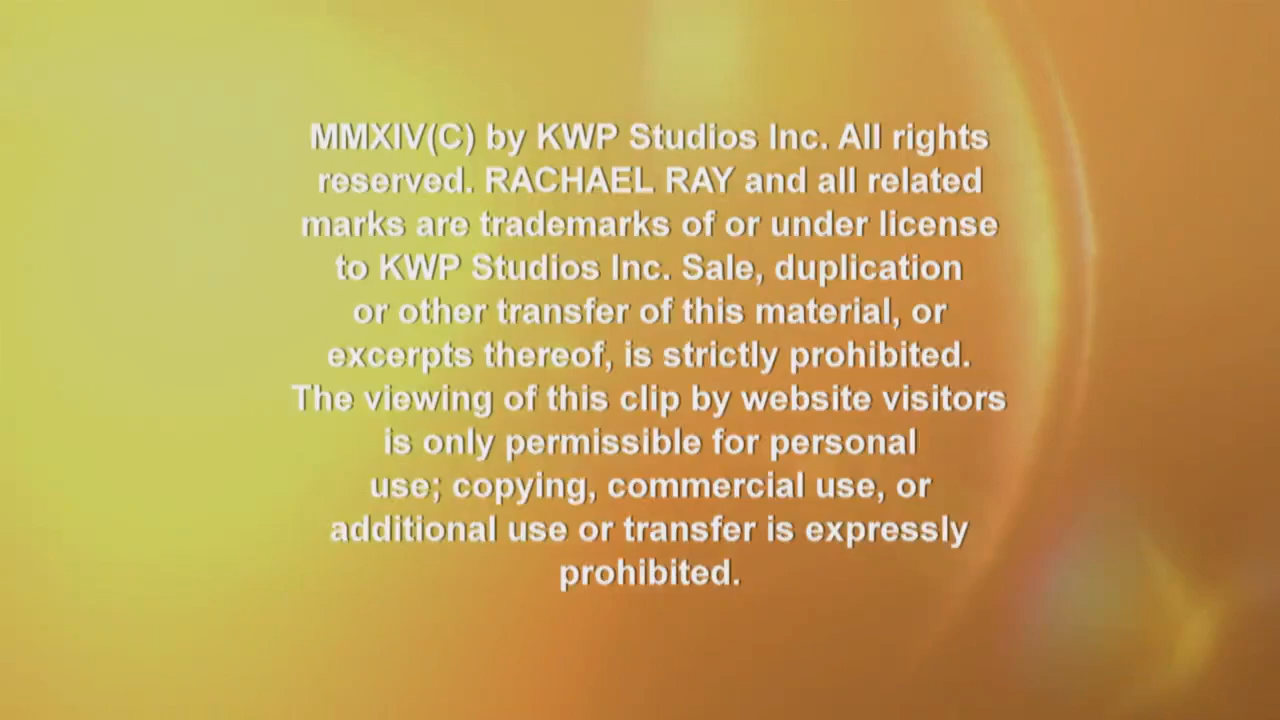 MMXIV(C) by KWP Studios Inc. All rights
reserved. RACHAEL RAY and all related
marks are trademarks of or under license
to KWP Studios Inc. Sale, duplication
or other transfer of this material, or
excerpts thereof, is strictly prohibited.
The viewing of this clip by website visitors
is only permissible for personal
use; copying, commercial use, or
additional use or transfer is expressly
prohibited.